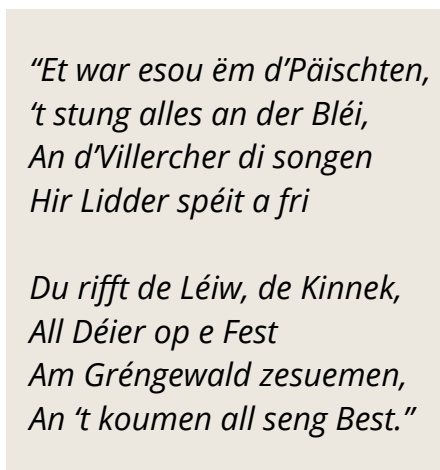 “Et war esou ëm d’Päischten,
‘t stung alles an der Bléi,
An d’Villercher di songen
Hir Lidder spéit a fri

Du rifft de Léiw, de Kinnek,
All Déier op e Fest
Am Gréngewald zesuemen,
An ‘t koumen all seng Best.”